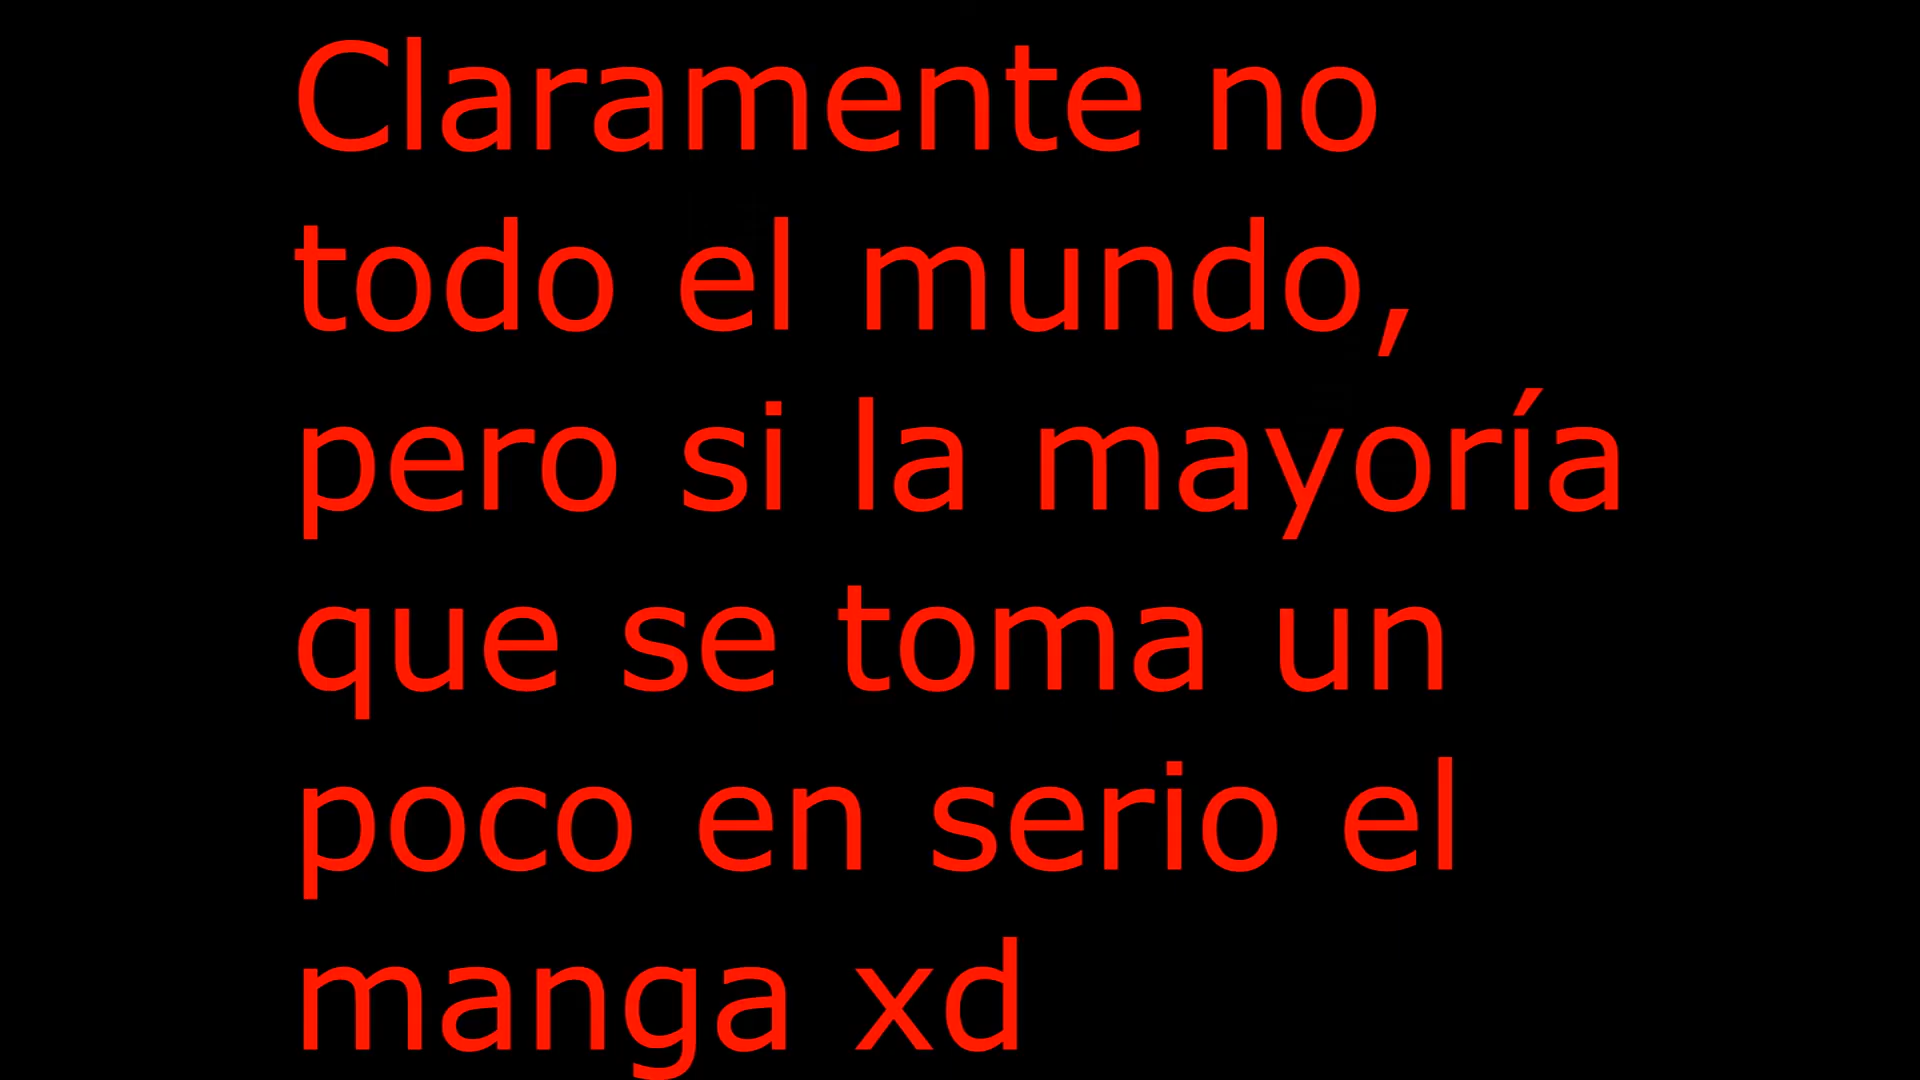 Claramente no
todo el mundo,
pero si la mayoría
que se toma un
poco en serio el
manga xd